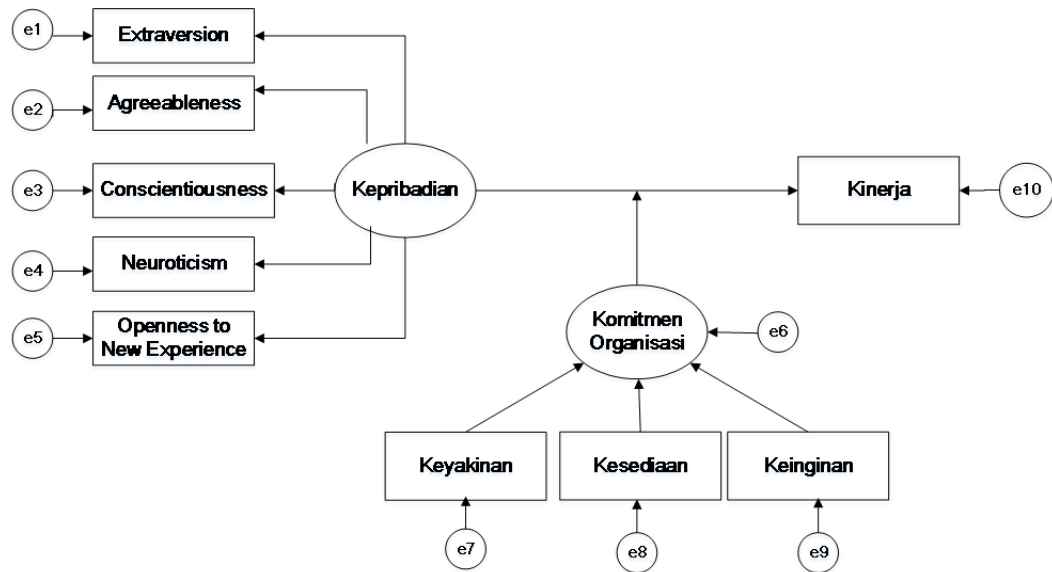 e1
Extraversion
e2
Agreeableness
e3
Conscientiousness
Kepribadian
Kinerja
e10
e4
Neuroticism
e5
Openness to
New Experience
Komitmen
Organisasi
e6
Keyakinan
Kesediaan
Keinginan
e7
e8
e9